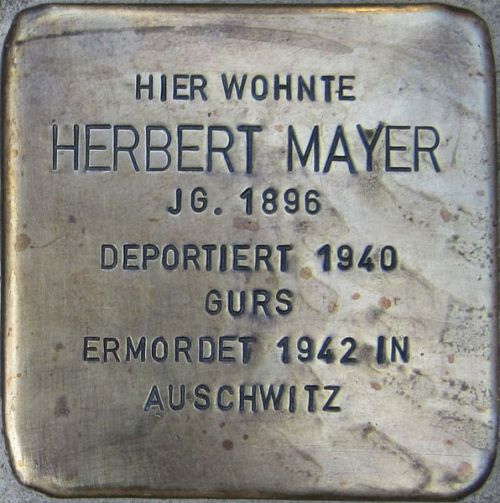 HIER WOHNTE
HERBERT MAYER
JG. 1896
DEPORTIERT 1940
GURS
ERMORDET 1942 IN
AUSCHWITZ